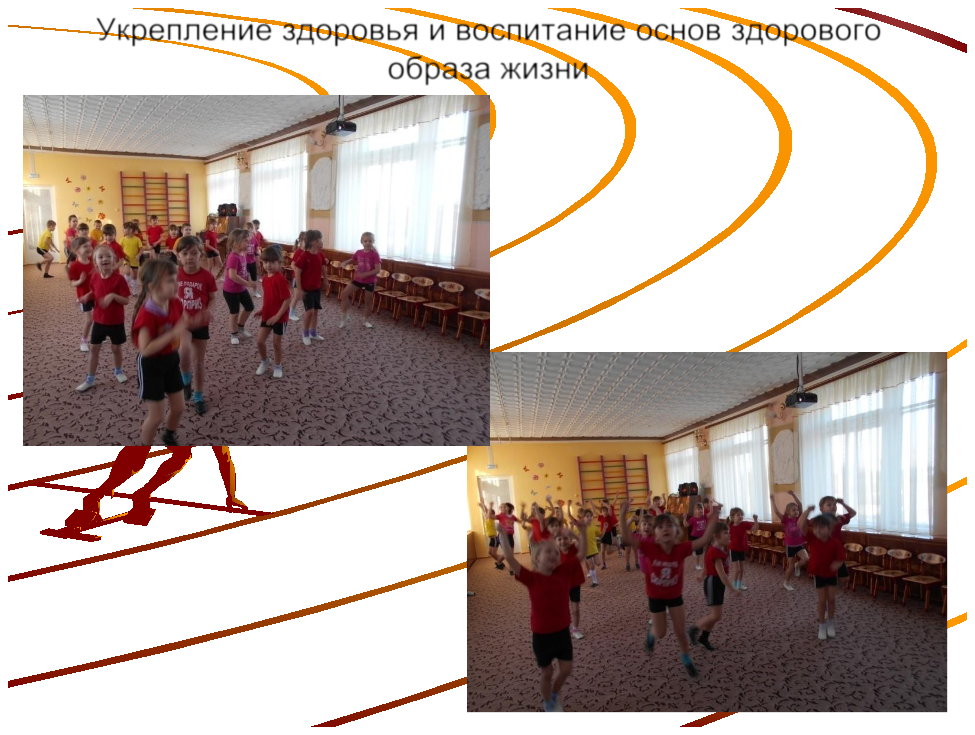 Укрепление здоровья и воспитание основ здорового
образа жизни